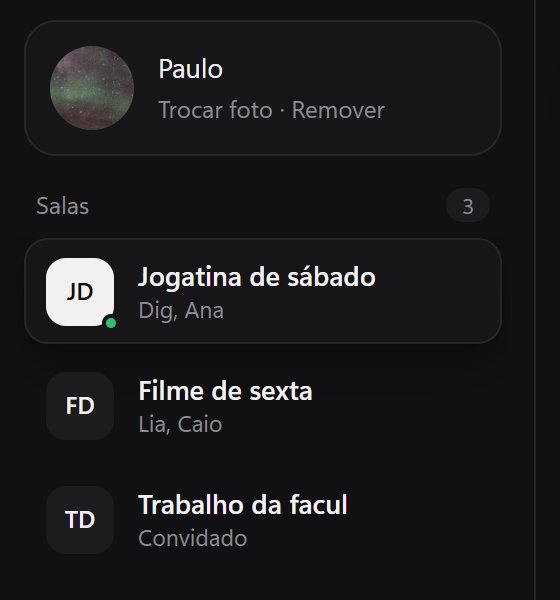 Paulo
Trocar foto · Remover
Salas
3
JD
Jogatina de sábado
Dig, Ana
FD
Filme de sexta
Lia, Caio
TD
Trabalho da facul
Convidado